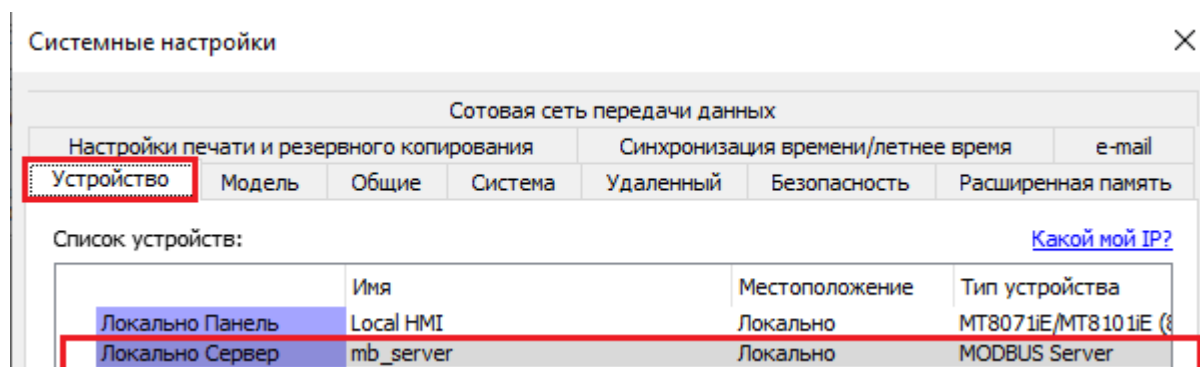 Системные настройки
Сотовая сеть передачи данных
Настройки печати и резервного копирования Синхронизация времени/летнее время e-mail
Устройство Модель Общие Система Удаленный Безопасность Расширенная память
Список устройств: Какой мой IP?
Имя Местоположение Тип устройства
Локально Панель Local HMI Локально MT8071iE/MT8101iE (8
Локально Сервер mb_server Локально MODBUS Server